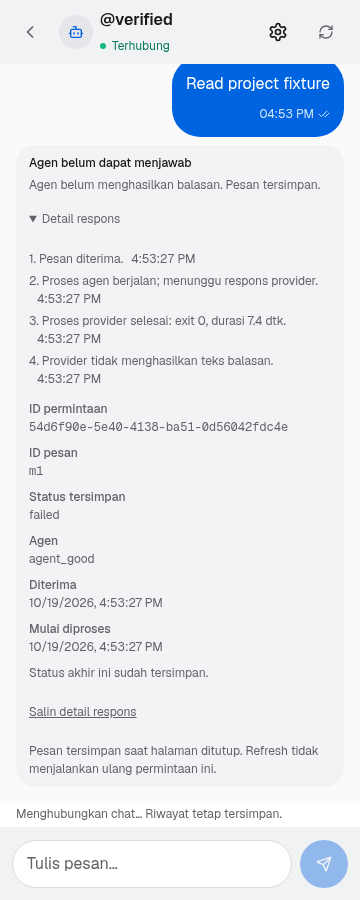 @verified
Terhubung
Read project fixture
04:53 PM
Agen belum dapat menjawab
Agen belum menghasilkan balasan. Pesan tersimpan.
▼ Detail respons
1. Pesan diterima. 4:53:27 PM
2. Proses agen berjalan; menunggu respons provider.
4:53:27 PM
3. Proses provider selesai: exit 0, durasi 7.4 dtk.
4:53:27 PM
4. Provider tidak menghasilkan teks balasan.
4:53:27 PM
ID permintaan
54d6f90e-5e40-4138-ba51-0d56042fdc4e
ID pesan
m1
Status tersimpan
failed
Agen
agent_good
Diterima
10/19/2026, 4:53:27 PM
Mulai diproses
10/19/2026, 4:53:27 PM
Status akhir ini sudah tersimpan.
Salin detail respons
Pesan tersimpan saat halaman ditutup. Refresh tidak
menjalankan ulang permintaan ini.
Menghubungkan chat… Riwayat tetap tersimpan.
Tulis pesan…